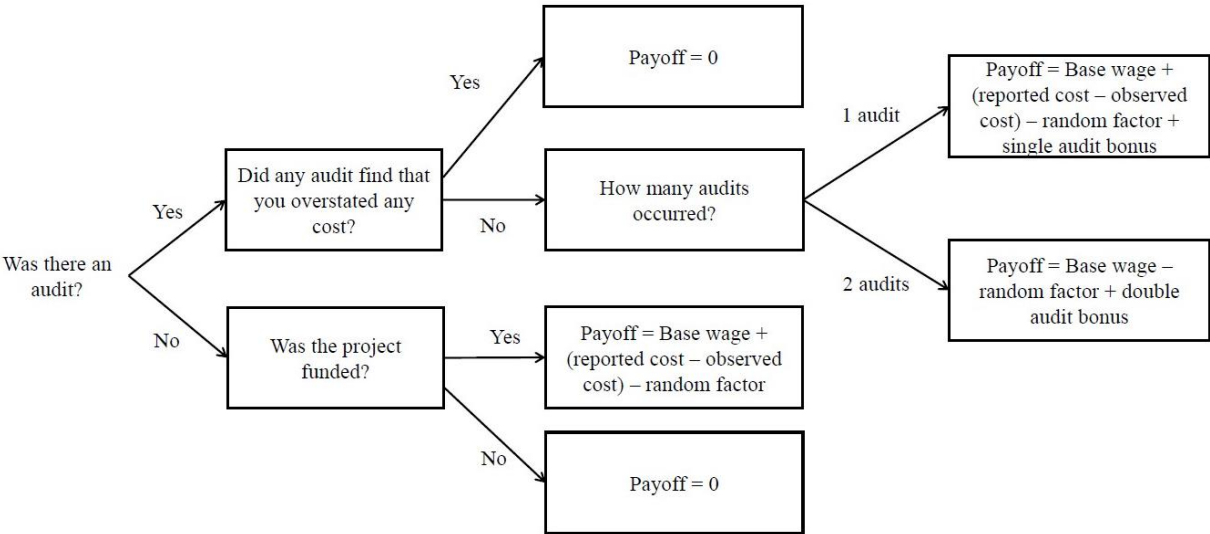 Was there an
audit?
Yes
No
Did any audit find that
you overstated any
cost?
Yes
No
Payoff = 0
How many audits
occurred?
1 audit
2 audits
Payoff = Base wage +
(reported cost – observed
cost) – random factor +
single audit bonus
Payoff = Base wage –
random factor + double
audit bonus
Was the project
funded?
Yes
No
Payoff = Base wage +
(reported cost – observed
cost) – random factor
Payoff = 0